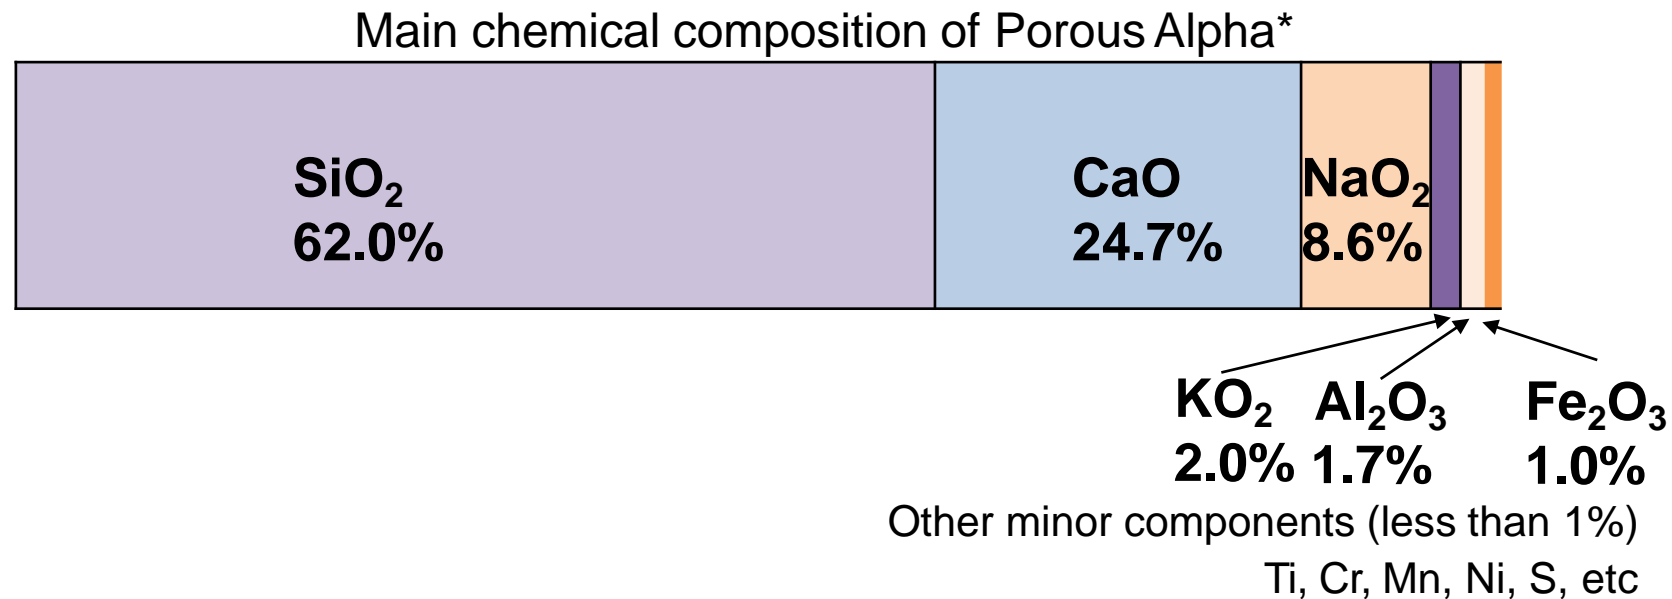 Main chemical composition of Porous Alpha*
SiO₂
62.0%
CaO
24.7%
NaO₂
8.6%
KO₂
2.0%
Al₂O₃
1.7%
Fe₂O₃
1.0%
Other minor components (less than 1%)
Ti, Cr, Mn, Ni, S, etc